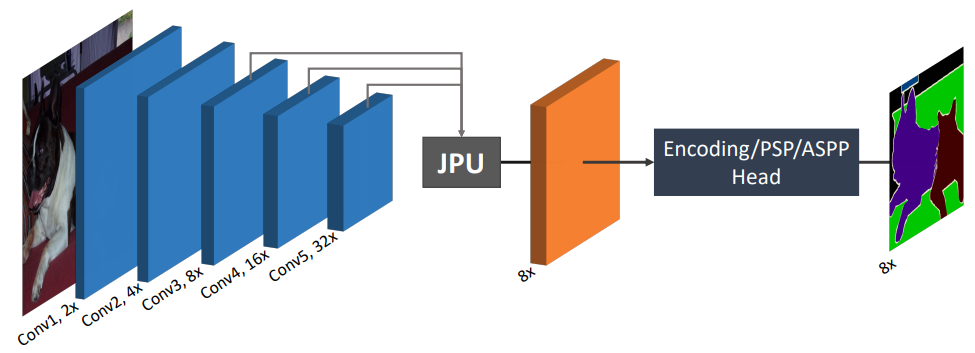 Conv1, 2x
Conv2, 4x
Conv3, 8x
Conv4, 16x
Conv5, 32x
JPU
8x
Encoding/PSP/ASPP
Head
8x